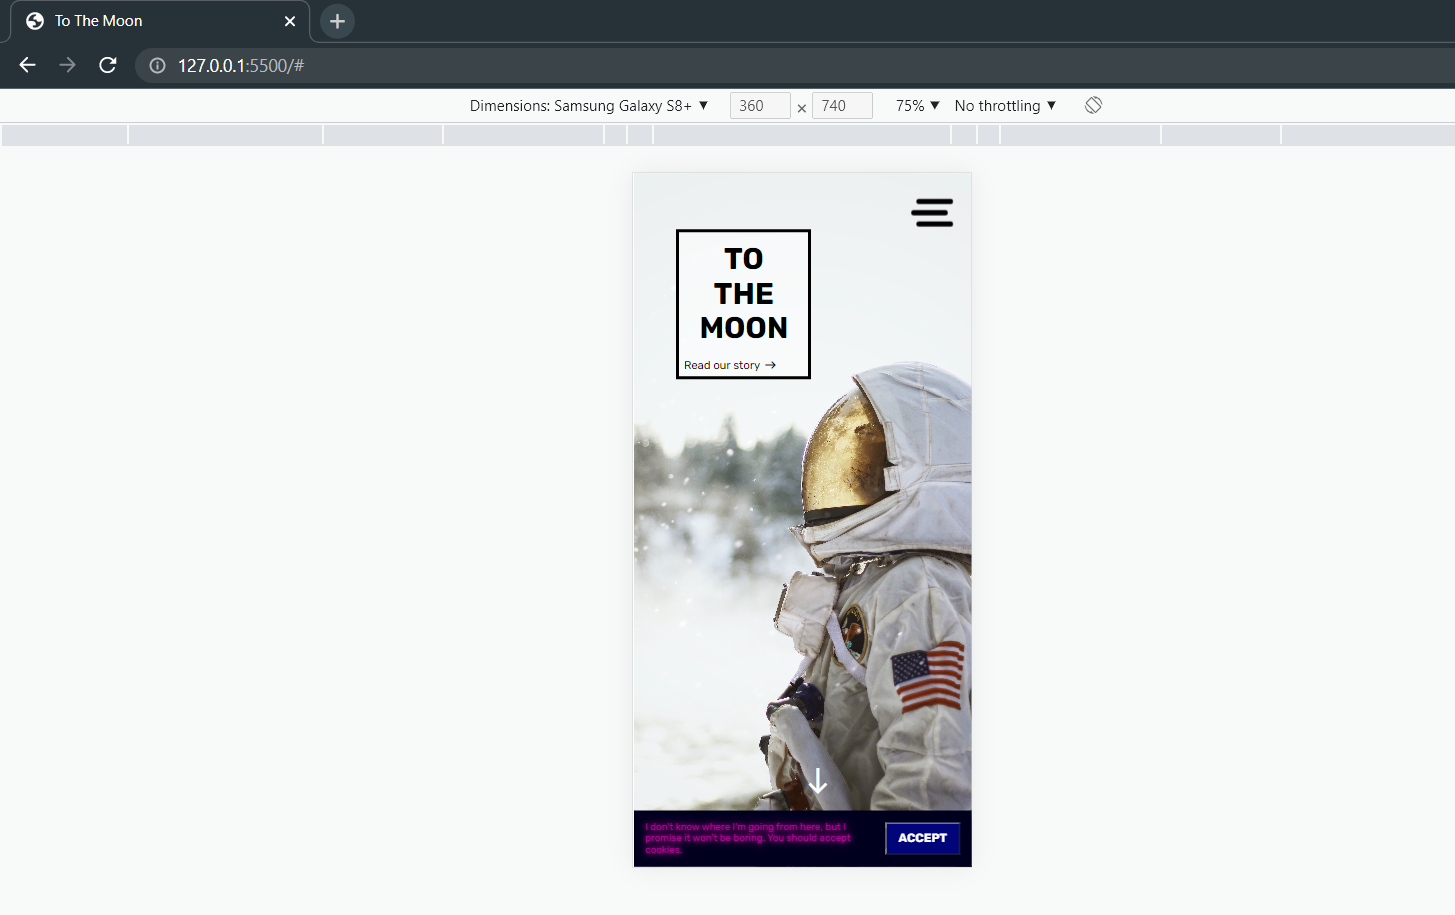 To The Moon
127.0.0.1:5500/#
Dimensions: Samsung Galaxy S8+ ▼ 360 × 740 75% ▼ No throttling ▼
TO
THE
MOON
Read our story →
I don't know where I'm going from here, but I
promise it won't be boring. You should accept
cookies.
ACCEPT